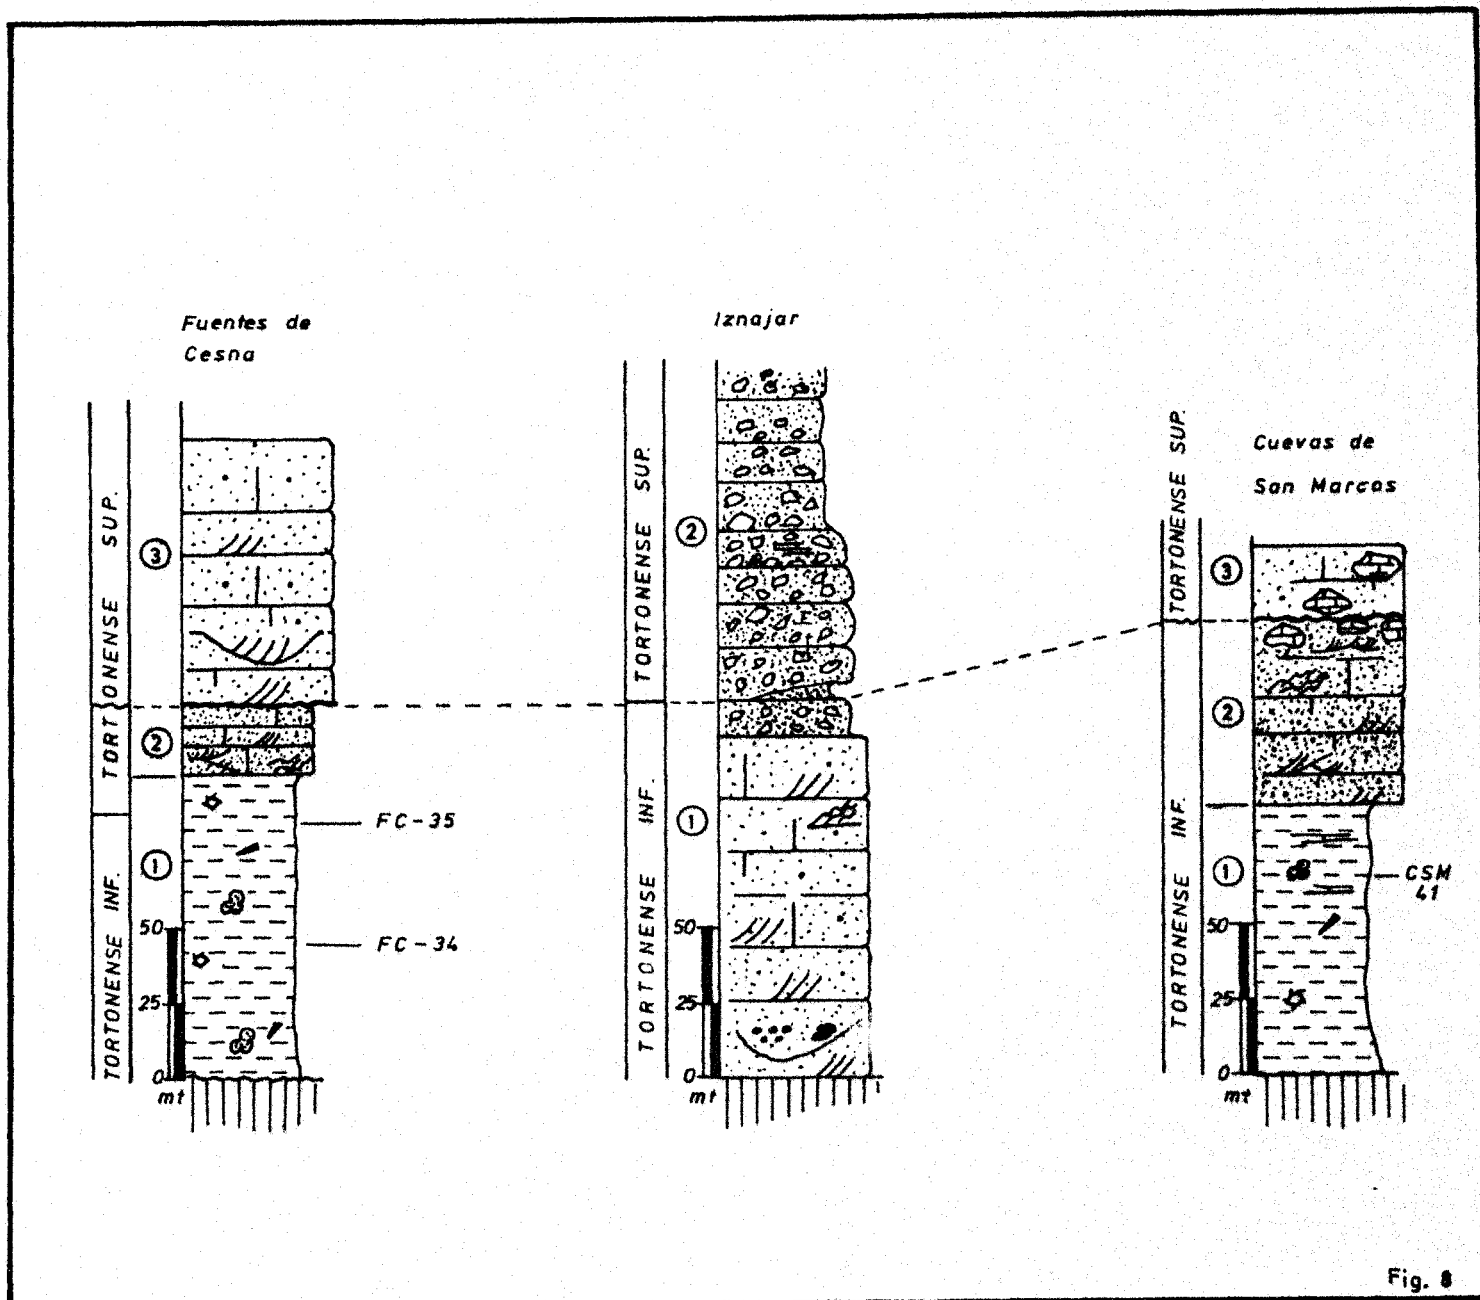 Fuentes de
Cesna
TORTONENSE SUP.
TORTONENSE INF.
3
2
1
FC-35
FC-34
50
25
0
mt
Iznajar
TORTONENSE SUP.
TORTONENSE INF.
2
1
50
25
0
mt
Cuevas de
San Marcos
TORTONENSE SUP.
TORTONENSE INF.
3
2
1
CSM
41
50
25
0
mt
Fig. 8